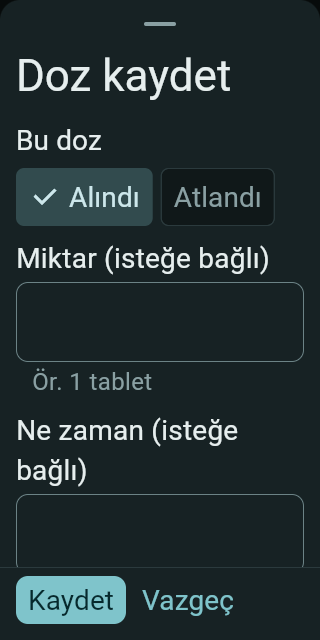 Doz kaydet
Bu doz
Alındı
Atlandı
Miktar (isteğe bağlı)
Ör. 1 tablet
Ne zaman (isteğe
bağlı)
Kaydet
Vazgeç